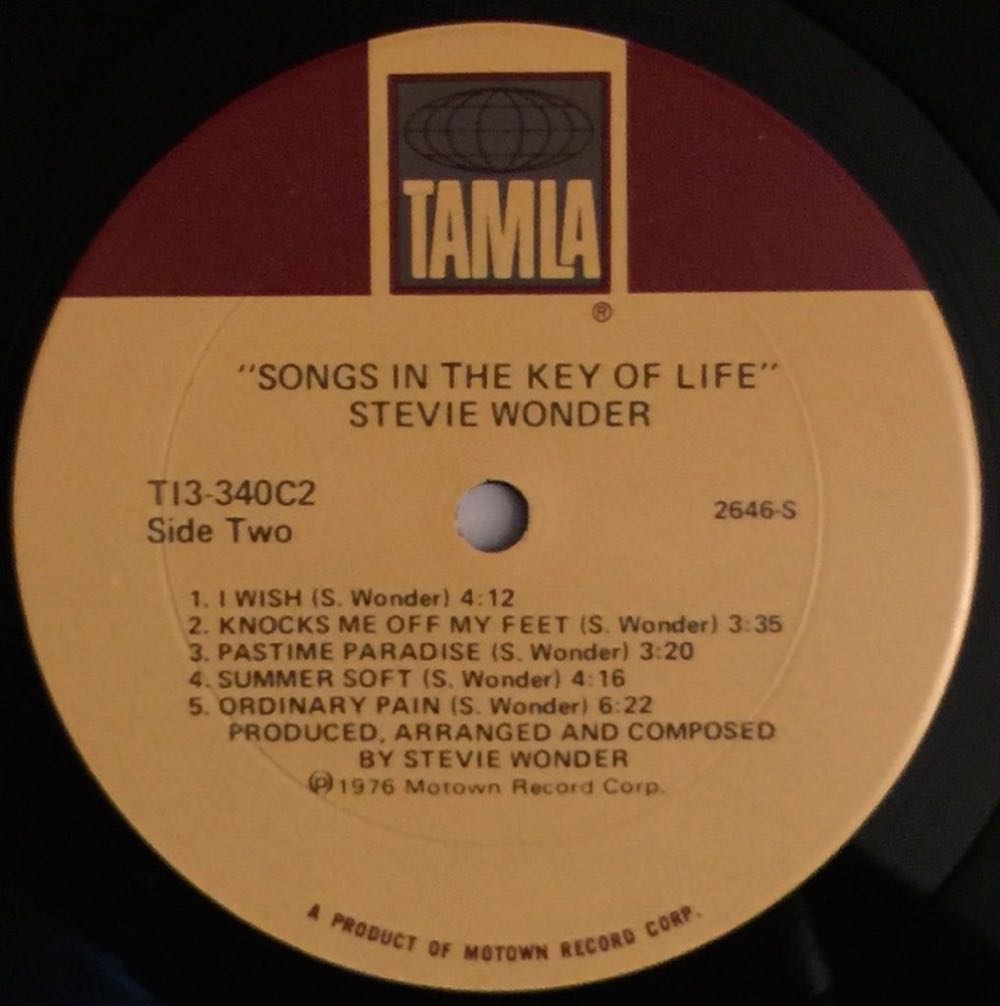 TAMLA
®
"SONGS IN THE KEY OF LIFE"
STEVIE WONDER
T13-340C2
Side Two
2646-S
1. I WISH (S. Wonder) 4:12
2. KNOCKS ME OFF MY FEET (S. Wonder) 3:35
3. PASTIME PARADISE (S. Wonder) 3:20
4. SUMMER SOFT (S. Wonder) 4:16
5. ORDINARY PAIN (S. Wonder) 6:22
PRODUCED, ARRANGED AND COMPOSED
BY STEVIE WONDER
℗ 1976 Motown Record Corp.
A PRODUCT OF MOTOWN RECORD CORP.